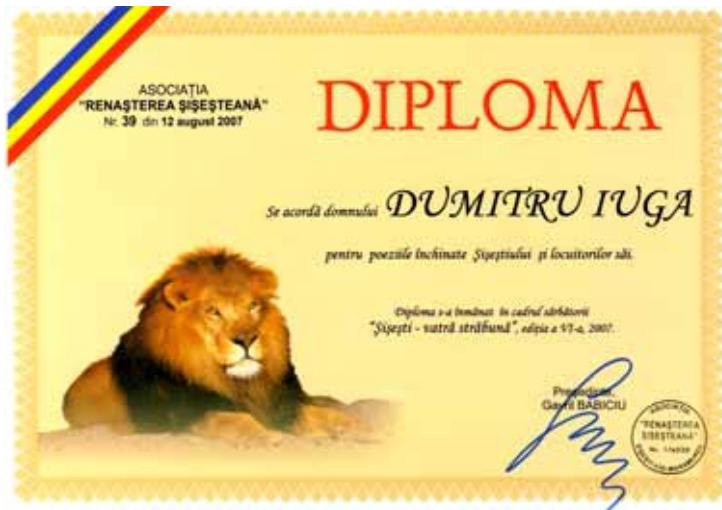 ASOCIAȚIA
"RENAȘTEREA ȘIȘEȘTEANĂ"
Nr. 39 din 12 august 2007
DIPLOMA
Se acordă domnului DUMITRU IUGA
pentru poeziile închinate Șișeștiului și locuitorilor săi.
Diploma s-a înmânat în cadrul sărbătorii
"Șișești - vatră străbună", ediția a VI-a, 2007.
Președinte,
Gavril BABICIU
ASOCIAȚIA
"RENAȘTEREA
ȘIȘEȘTEANĂ"